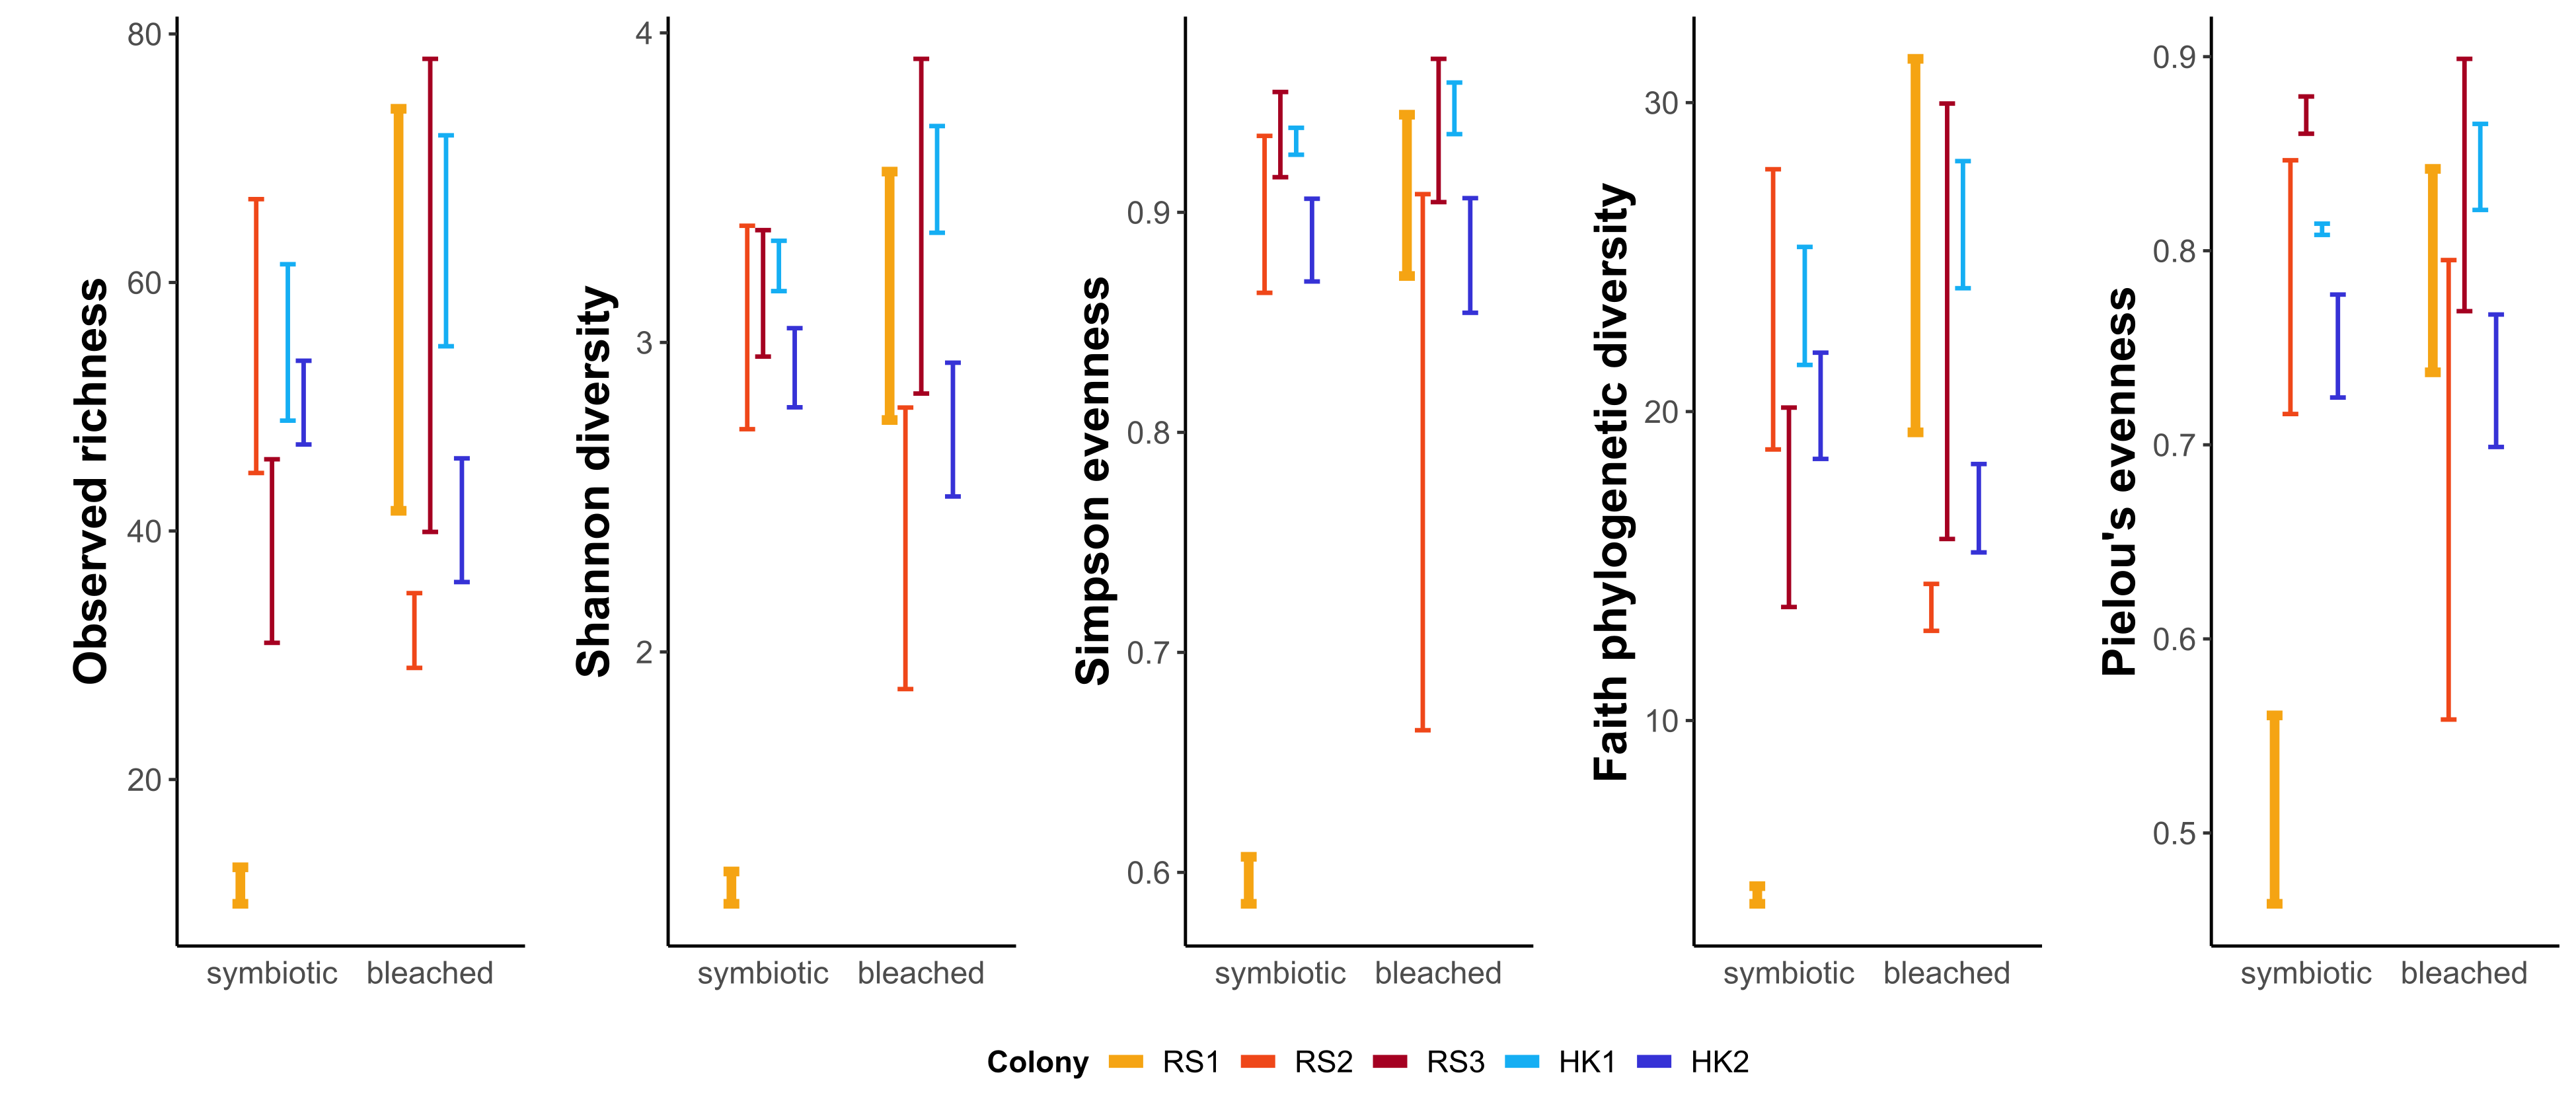 Observed richness
80
60
40
20
symbiotic bleached
Shannon diversity
4
3
2
symbiotic bleached
Simpson evenness
0.9
0.8
0.7
0.6
symbiotic bleached
Faith phylogenetic diversity
30
20
10
symbiotic bleached
Pielou's evenness
0.9
0.8
0.7
0.6
0.5
symbiotic bleached
Colony RS1 RS2 RS3 HK1 HK2